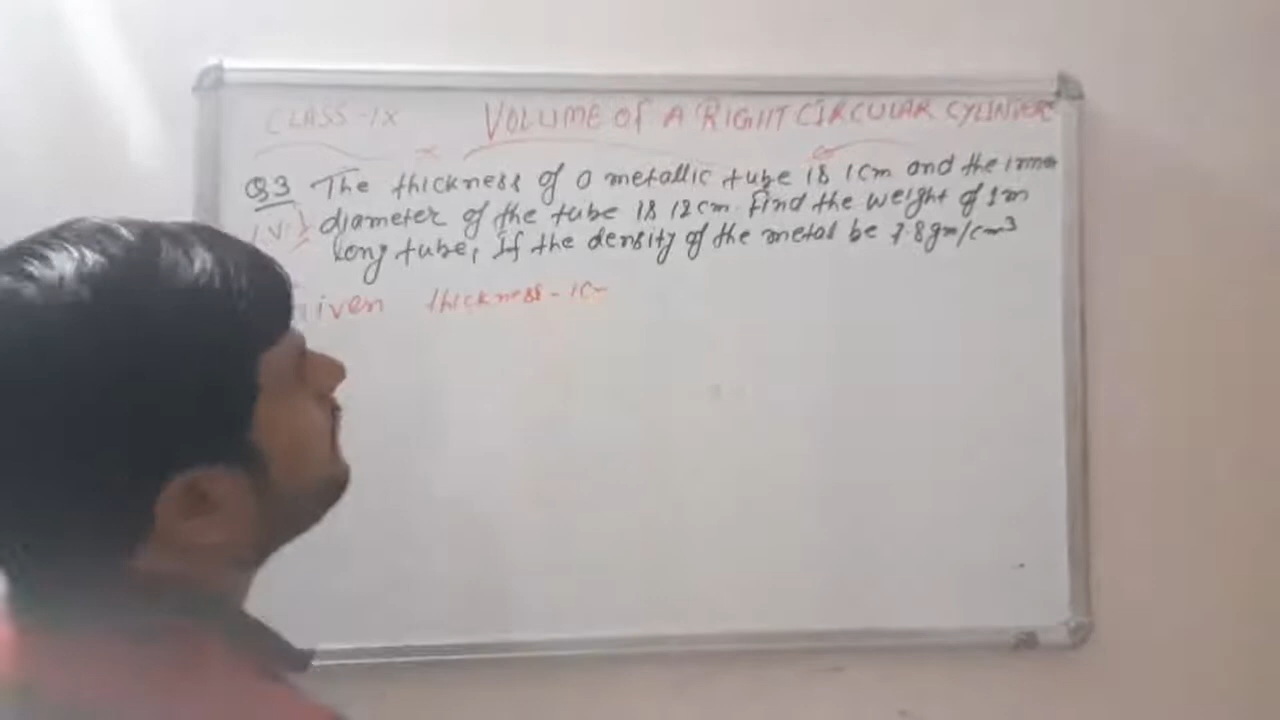 CLASS-IX VOLUME OF A RIGHT CIRCULAR CYLINDER
Q3 The thickness of a metallic tube is 1cm and the inner
diameter of the tube is 12cm. Find the weight of 1m
long tube, If the density of the metal be 7.8gm/cm³
Given thickness - 1cm